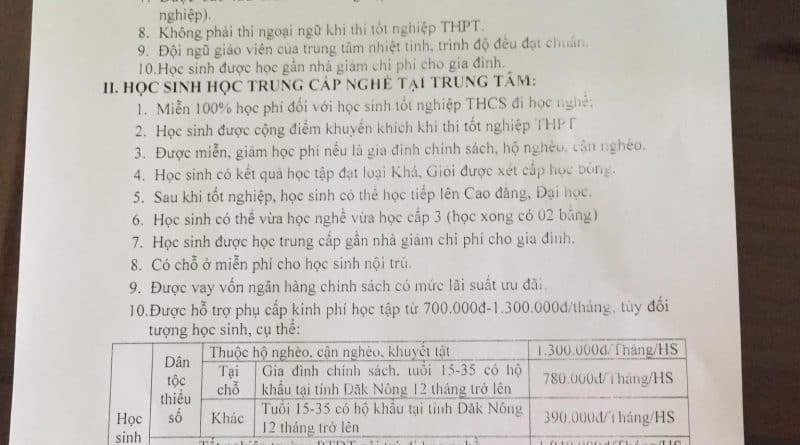 nghiệp).
8. Không phải thi ngoại ngữ khi thi tốt nghiệp THPT.
9. Đội ngũ giáo viên của trung tâm nhiệt tình, trình độ đều đạt chuẩn.
10.Học sinh được học gần nhà giảm chi phí cho gia đình.
II. HỌC SINH HỌC TRUNG CẤP NGHỀ TẠI TRUNG TÂM:
1. Miễn 100% học phí đối với học sinh tốt nghiệp THCS đi học nghề;
2. Học sinh được cộng điểm khuyến khích khi thi tốt nghiệp THPT
3. Được miễn, giảm học phí nếu là gia đình chính sách, hộ nghèo, cận nghèo.
4. Học sinh có kết quả học tập đạt loại Khá, Giỏi được xét cấp học bổng.
5. Sau khi tốt nghiệp, học sinh có thể học tiếp lên Cao đẳng, Đại học.
6. Học sinh có thể vừa học nghề vừa học cấp 3 (học xong có 02 bằng)
7. Học sinh được học trung cấp gần nhà giảm chi phí cho gia đình.
8. Có chỗ ở miễn phí cho học sinh nội trú.
9. Được vay vốn ngân hàng chính sách có mức lãi suất ưu đãi.
10.Được hỗ trợ phụ cấp kinh phí học tập từ 700.000đ-1.300.000đ/tháng, tùy đối
tượng học sinh, cụ thể:
Học
sinh
Dân
tộc
thiểu
số
Thuộc hộ nghèo, cận nghèo, khuyết tật
1.300.000đ/Tháng/HS
Tại
chỗ
Gia đình chính sách, tuổi 15-35 có hộ
khẩu tại tỉnh Đăk Nông 12 tháng trở lên
780.000đ/Tháng/HS
Khác
Tuổi 15-35 có hộ khẩu tại tỉnh Đăk Nông
12 tháng trở lên
390.000đ/Tháng/HS